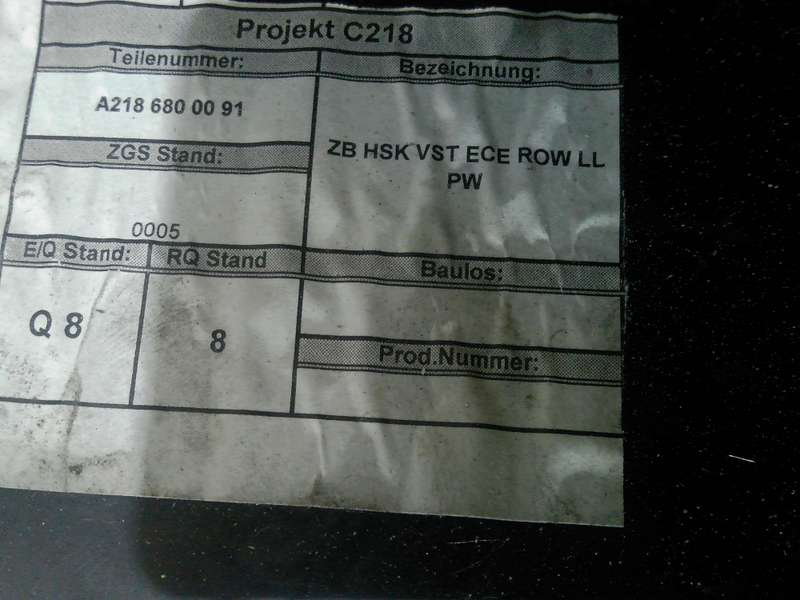 Projekt C218
Teilenummer:
Bezeichnung:
A218 680 00 91
ZB HSK VST ECE ROW LL
PW
ZGS Stand:
0005
E/Q Stand:
RQ Stand
Baulos:
Q 8
8
Prod.Nummer: